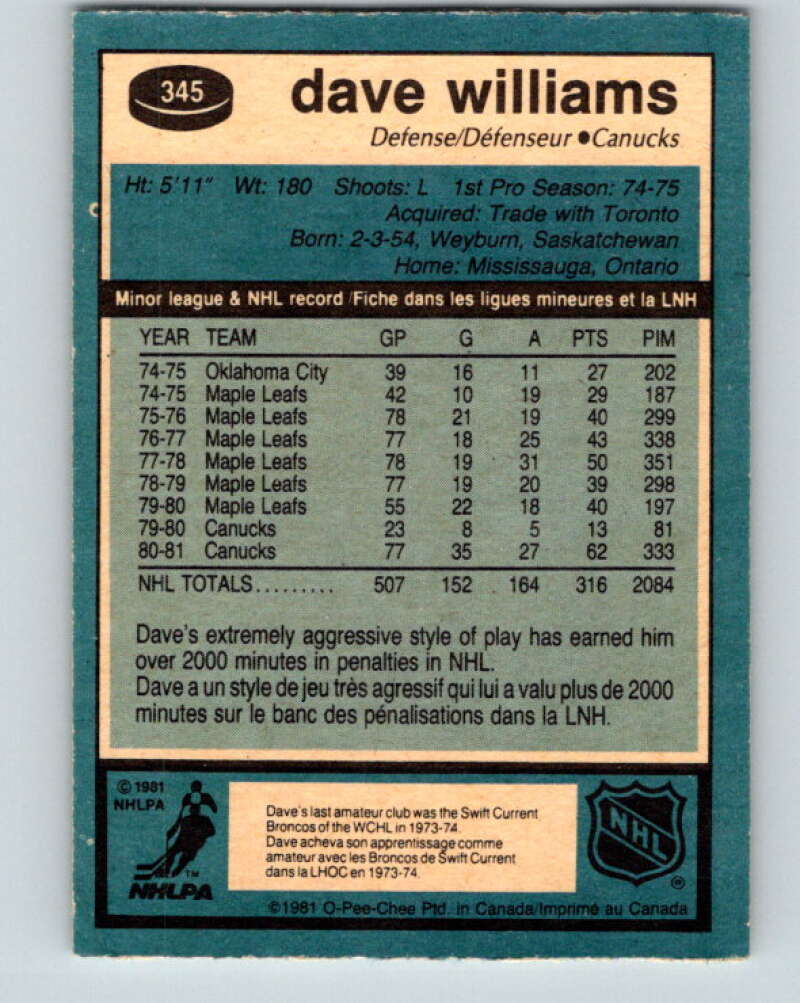 345
dave williams
Defense/Défenseur ●Canucks
Ht: 5'11" Wt: 180 Shoots: L 1st Pro Season: 74-75
Acquired: Trade with Toronto
Born: 2-3-54, Weyburn, Saskatchewan
Home: Mississauga, Ontario
Minor league & NHL record/Fiche dans les ligues mineures et la LNH
YEAR TEAM GP G A PTS PIM
74-75 Oklahoma City 39 16 11 27 202
74-75 Maple Leafs 42 10 19 29 187
75-76 Maple Leafs 78 21 19 40 299
76-77 Maple Leafs 77 18 25 43 338
77-78 Maple Leafs 78 19 31 50 351
78-79 Maple Leafs 77 19 20 39 298
79-80 Maple Leafs 55 22 18 40 197
79-80 Canucks 23 8 5 13 81
80-81 Canucks 77 35 27 62 333
NHL TOTALS......... 507 152 164 316 2084
Dave's extremely aggressive style of play has earned him
over 2000 minutes in penalties in NHL.
Dave a un style de jeu très agressif qui lui a valu plus de 2000
minutes sur le banc des pénalisations dans la LNH.
© 1981
NHLPA
TM
NHLPA
Dave's last amateur club was the Swift Current
Broncos of the WCHL in 1973-74.
Dave acheva son apprentissage comme
amateur avec les Broncos de Swift Current
dans la LHOC en 1973-74.
NHL
®
©1981 O-Pee-Chee Ptd. in Canada/Imprimé au Canada